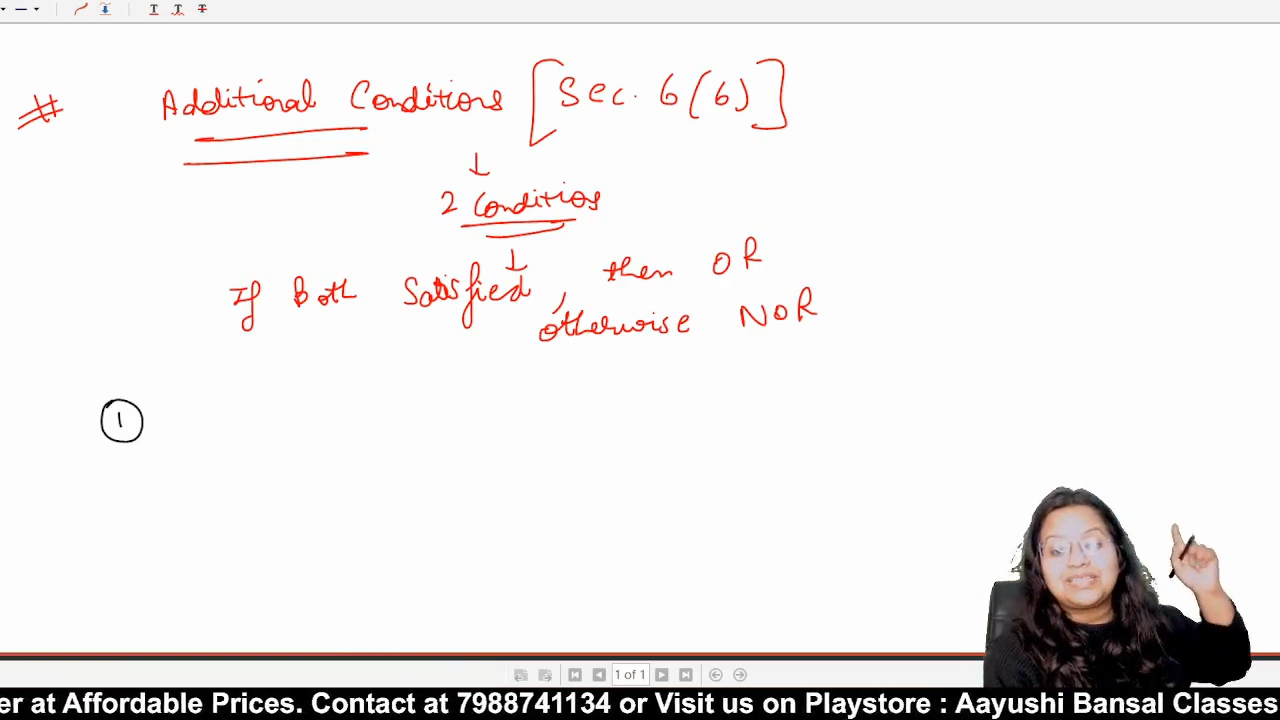 # Additional Conditions [Sec. 6(6)]
↓
2 Conditions
↓
If Both Satisfied, then OR
otherwise NOR
1
1 of 1
er at Affordable Prices. Contact at 7988741134 or Visit us on Playstore : Aayushi Bansal Classes